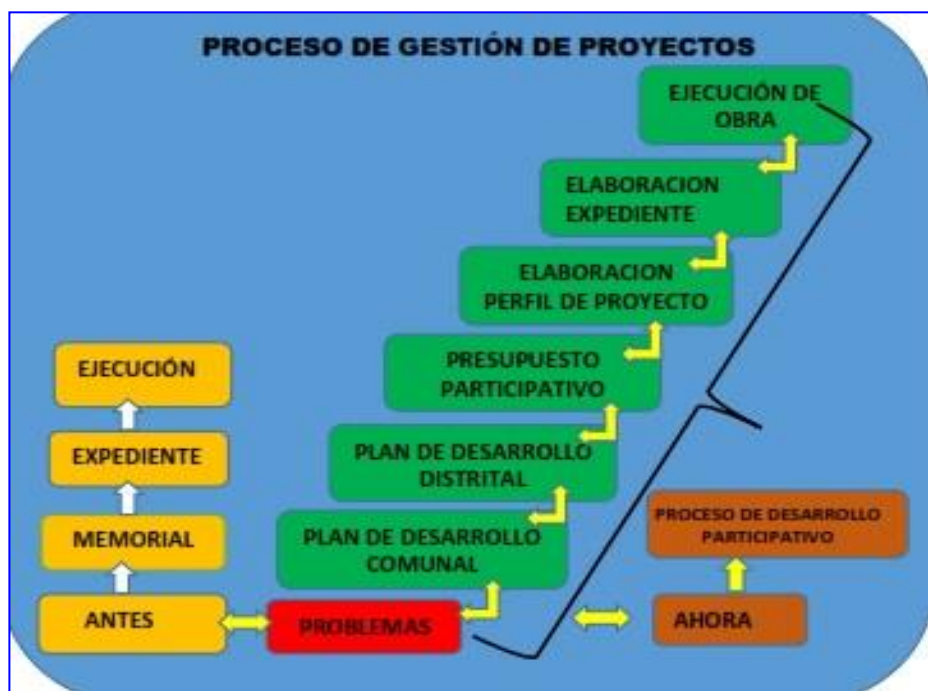 PROCESO DE GESTIÓN DE PROYECTOS
EJECUCIÓN DE
OBRA
ELABORACION
EXPEDIENTE
ELABORACION
PERFIL DE PROYECTO
PRESUPUESTO
PARTICIPATIVO
PLAN DE DESARROLLO
DISTRITAL
PLAN DE DESARROLLO
COMUNAL
PROBLEMAS
EJECUCIÓN
EXPEDIENTE
MEMORIAL
ANTES
PROCESO DE DESARROLLO
PARTICIPATIVO
AHORA